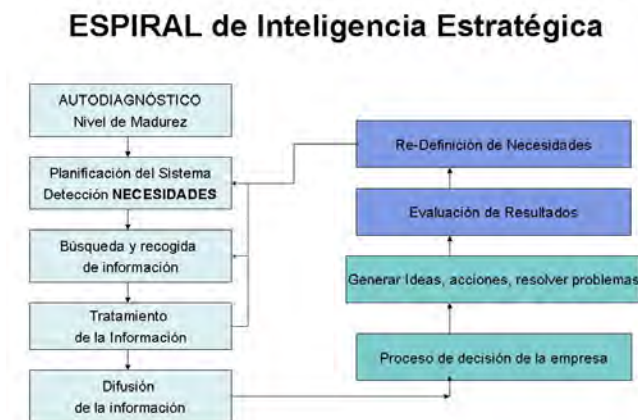 ESPIRAL de Inteligencia Estratégica
AUTODIAGNÓSTICO
Nivel de Madurez
Planificación del Sistema
Detección NECESIDADES
Búsqueda y recogida
de información
Tratamiento
de la Información
Difusión
de la información
Re-Definición de Necesidades
Evaluación de Resultados
Generar Ideas, acciones, resolver problemas
Proceso de decisión de la empresa